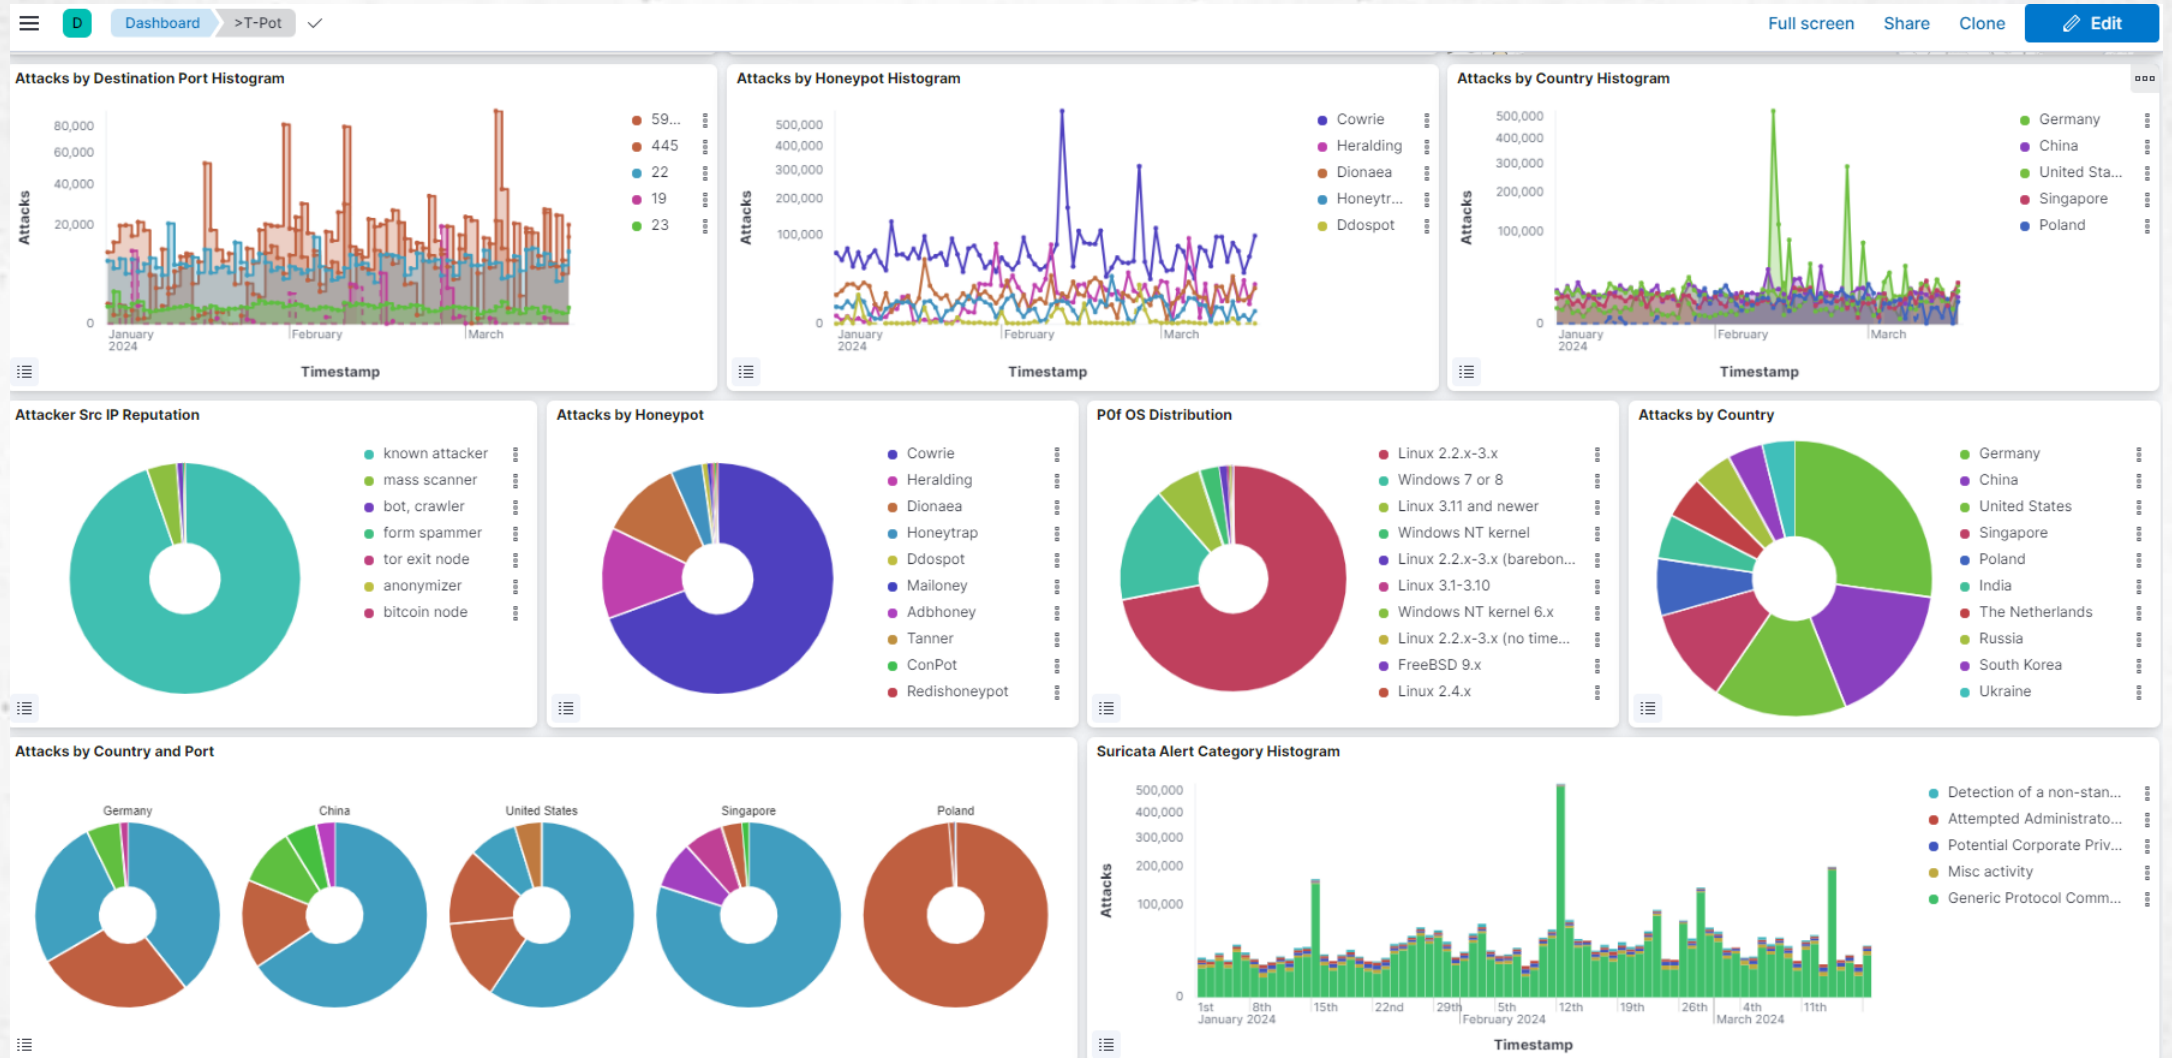 D
Dashboard
>T-Pot
Full screen
Share
Clone
Edit
Attacks by Destination Port Histogram
80,000
60,000
40,000
20,000
0
Attacks
January
2024
February
March
Timestamp
59...
445
22
19
23
Attacks by Honeypot Histogram
500,000
400,000
300,000
200,000
100,000
0
Attacks
January
2024
February
March
Timestamp
Cowrie
Heralding
Dionaea
Honeytr...
Ddospot
Attacks by Country Histogram
500,000
400,000
300,000
200,000
100,000
0
Attacks
January
2024
February
March
Timestamp
Germany
China
United Sta...
Singapore
Poland
Attacker Src IP Reputation
known attacker
mass scanner
bot, crawler
form spammer
tor exit node
anonymizer
bitcoin node
Attacks by Honeypot
Cowrie
Heralding
Dionaea
Honeytrap
Ddospot
Mailoney
Adbhoney
Tanner
ConPot
Redishoneypot
P0f OS Distribution
Linux 2.2.x-3.x
Windows 7 or 8
Linux 3.11 and newer
Windows NT kernel
Linux 2.2.x-3.x (barebon...
Linux 3.1-3.10
Windows NT kernel 6.x
Linux 2.2.x-3.x (no time...
FreeBSD 9.x
Linux 2.4.x
Attacks by Country
Germany
China
United States
Singapore
Poland
India
The Netherlands
Russia
South Korea
Ukraine
Attacks by Country and Port
Germany
China
United States
Singapore
Poland
Suricata Alert Category Histogram
500,000
400,000
300,000
200,000
100,000
0
Attacks
1st
8th
15th
22nd
29th
5th
12th
19th
26th
4th
11th
January 2024
February 2024
March 2024
Timestamp
Detection of a non-stan...
Attempted Administrato...
Potential Corporate Priv...
Misc activity
Generic Protocol Comm...